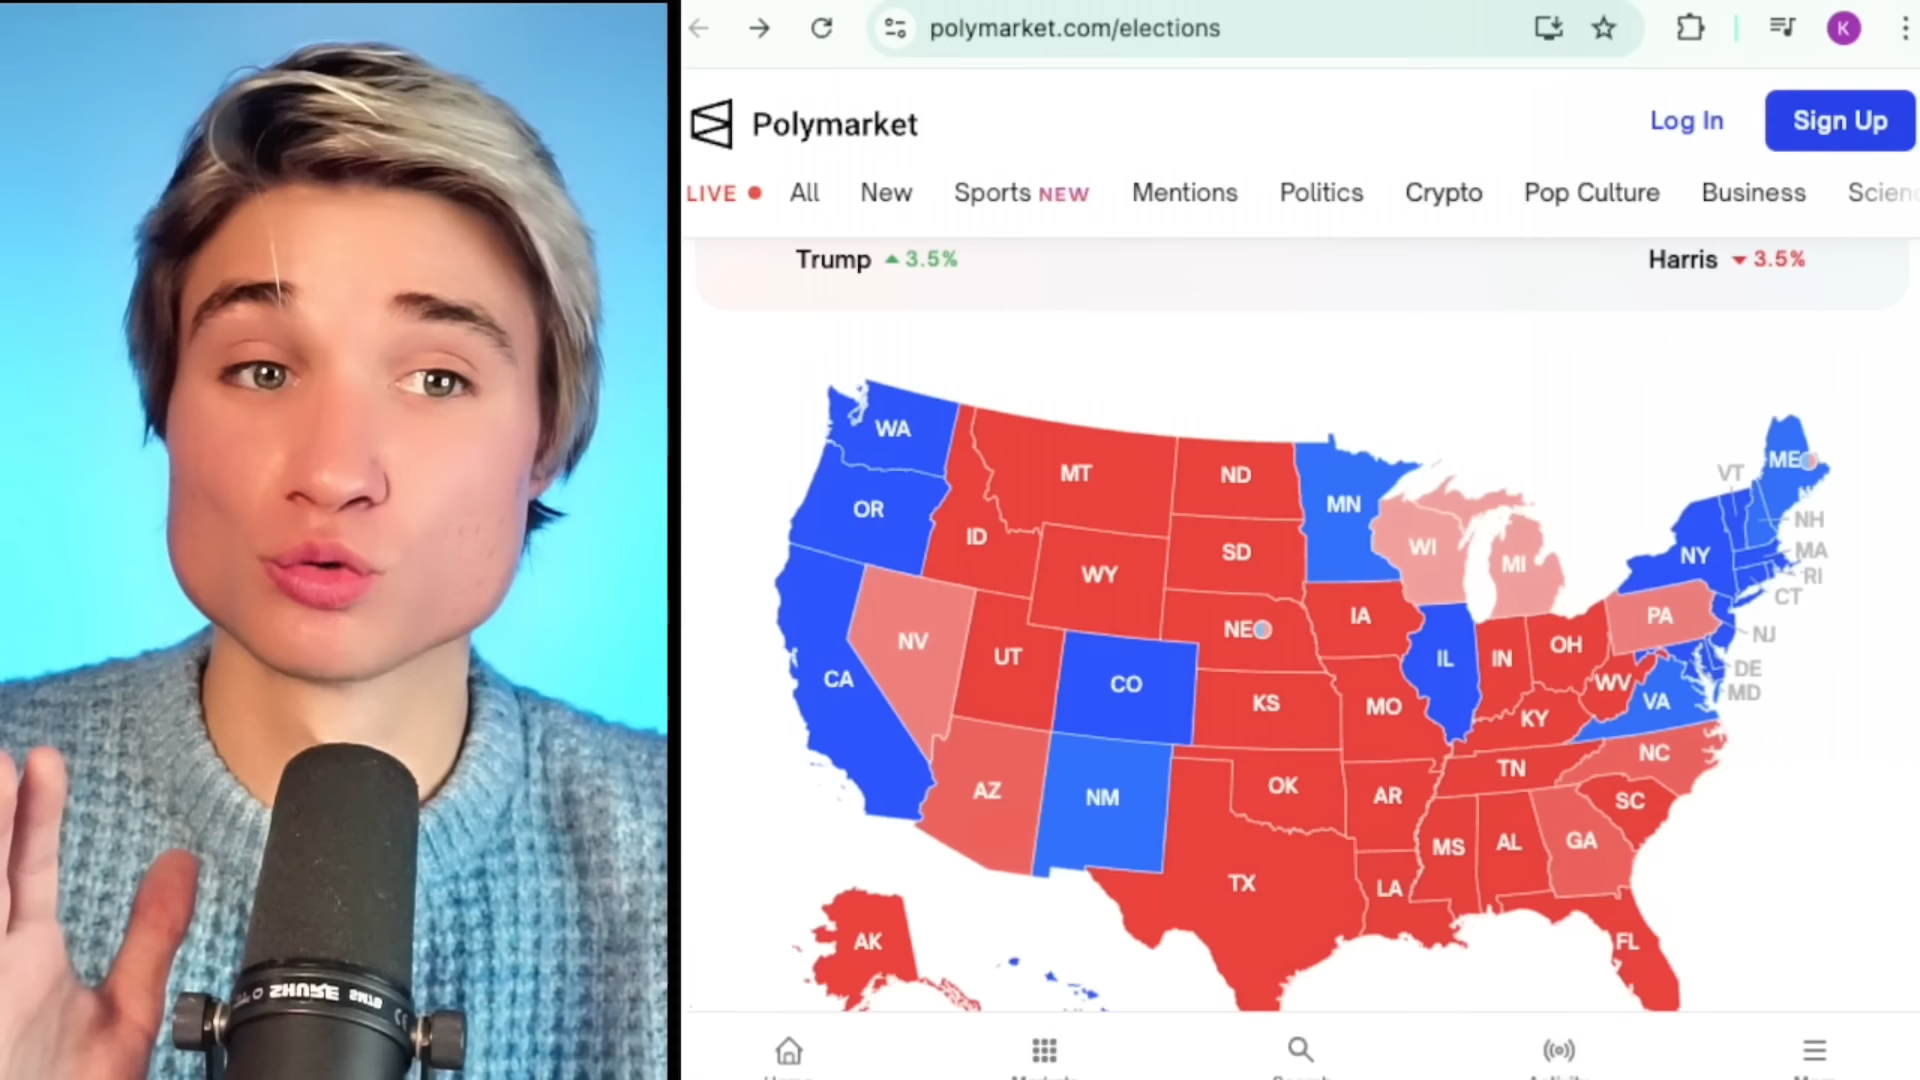 polymarket.com/elections
K
Polymarket
Log In
Sign Up
LIVE
All
New
Sports NEW
Mentions
Politics
Crypto
Pop Culture
Business
Scienc
Trump 3.5%
Harris 3.5%
WA
MT
ND
MN
VT
ME
OR
ID
SD
WI
MI
NY
NH
MA
RI
CT
WY
NE
IA
PA
NJ
NV
UT
CO
IL
IN
OH
DE
MD
CA
KS
MO
WV
VA
KY
NC
AZ
NM
OK
AR
TN
SC
TX
MS
AL
GA
LA
AK
FL
SHURE SM7B